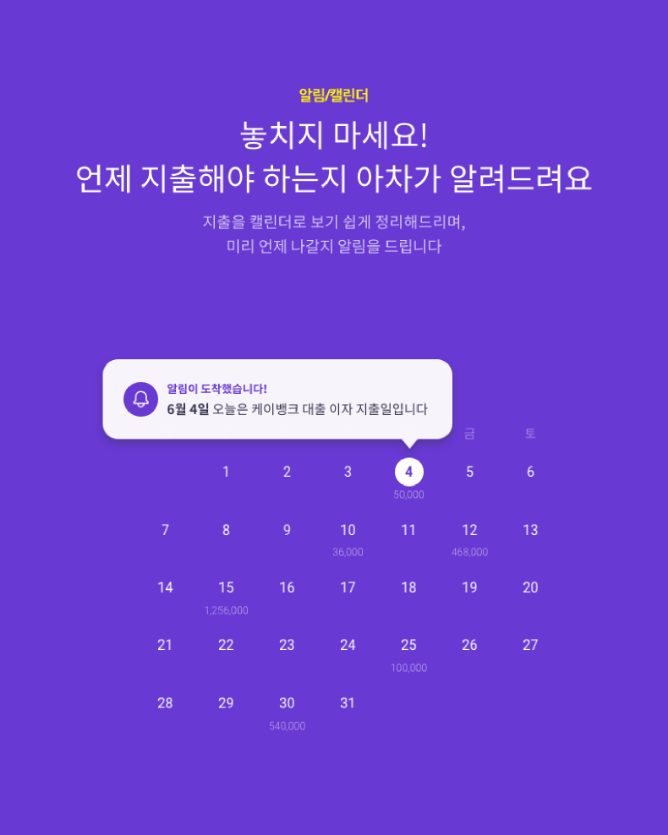 알림/캘린더
놓치지 마세요!
언제 지출해야 하는지 아차가 알려드려요
지출을 캘린더로 보기 쉽게 정리해드리며,
미리 언제 나갈지 알림을 드립니다
알림이 도착했습니다!
6월 4일 오늘은 케이뱅크 대출 이자 지출일입니다
금 토
1 2 3 4 5 6
50,000
7 8 9 10 11 12 13
36,000 468,000
14 15 16 17 18 19 20
1,256,000
21 22 23 24 25 26 27
100,000
28 29 30 31
540,000